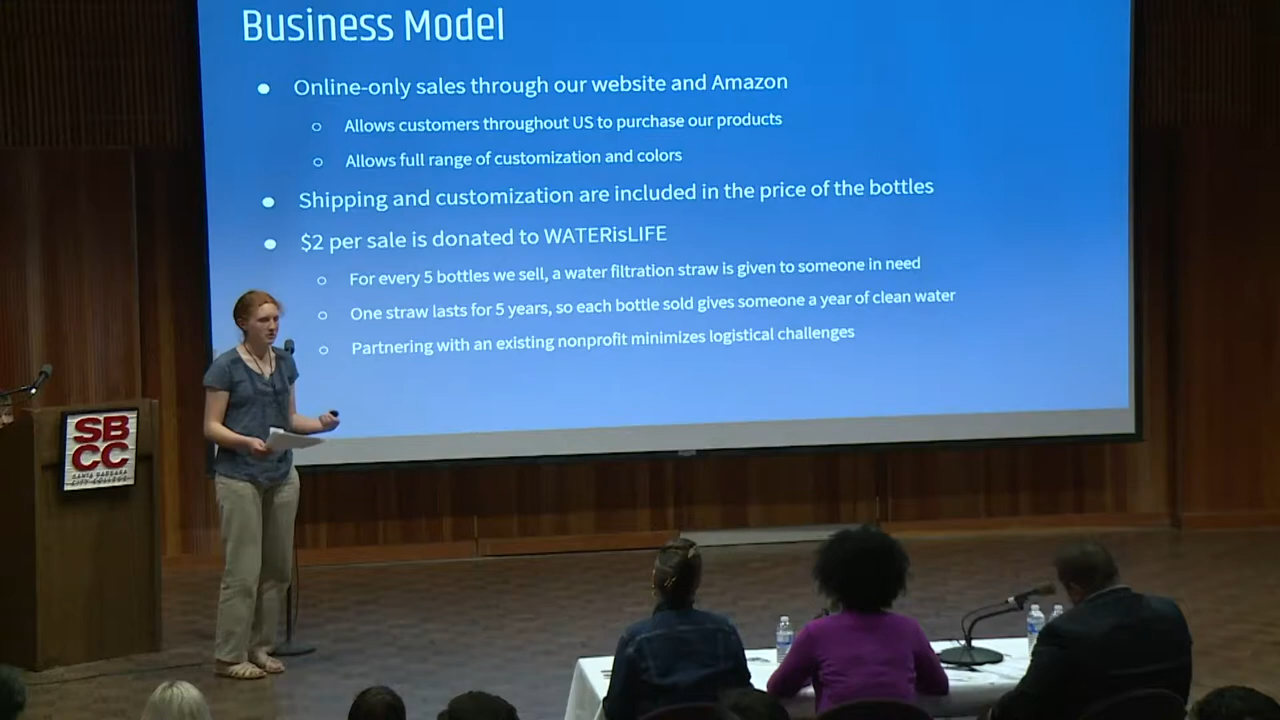 Business Model
● Online-only sales through our website and Amazon
○ Allows customers throughout US to purchase our products
○ Allows full range of customization and colors
● Shipping and customization are included in the price of the bottles
● $2 per sale is donated to WATERisLIFE
○ For every 5 bottles we sell, a water filtration straw is given to someone in need
○ One straw lasts for 5 years, so each bottle sold gives someone a year of clean water
○ Partnering with an existing nonprofit minimizes logistical challenges
SB
CC
SANTA BARBARA
CITY COLLEGE